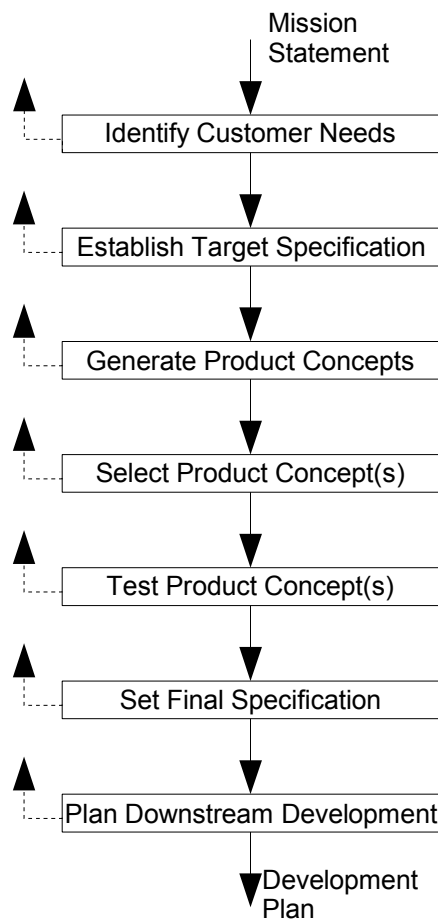 Mission
Statement
Identify Customer Needs
Establish Target Specification
Generate Product Concepts
Select Product Concept(s)
Test Product Concept(s)
Set Final Specification
Plan Downstream Development
Development
Plan